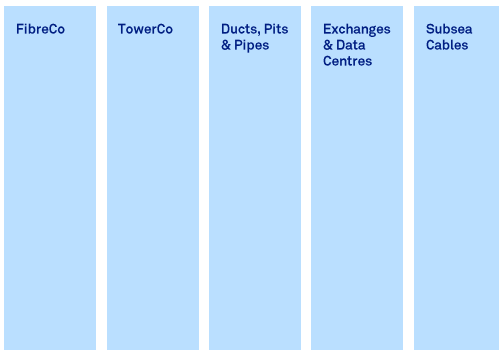 FibreCo
TowerCo
Ducts, Pits
& Pipes
Exchanges
& Data
Centres
Subsea
Cables